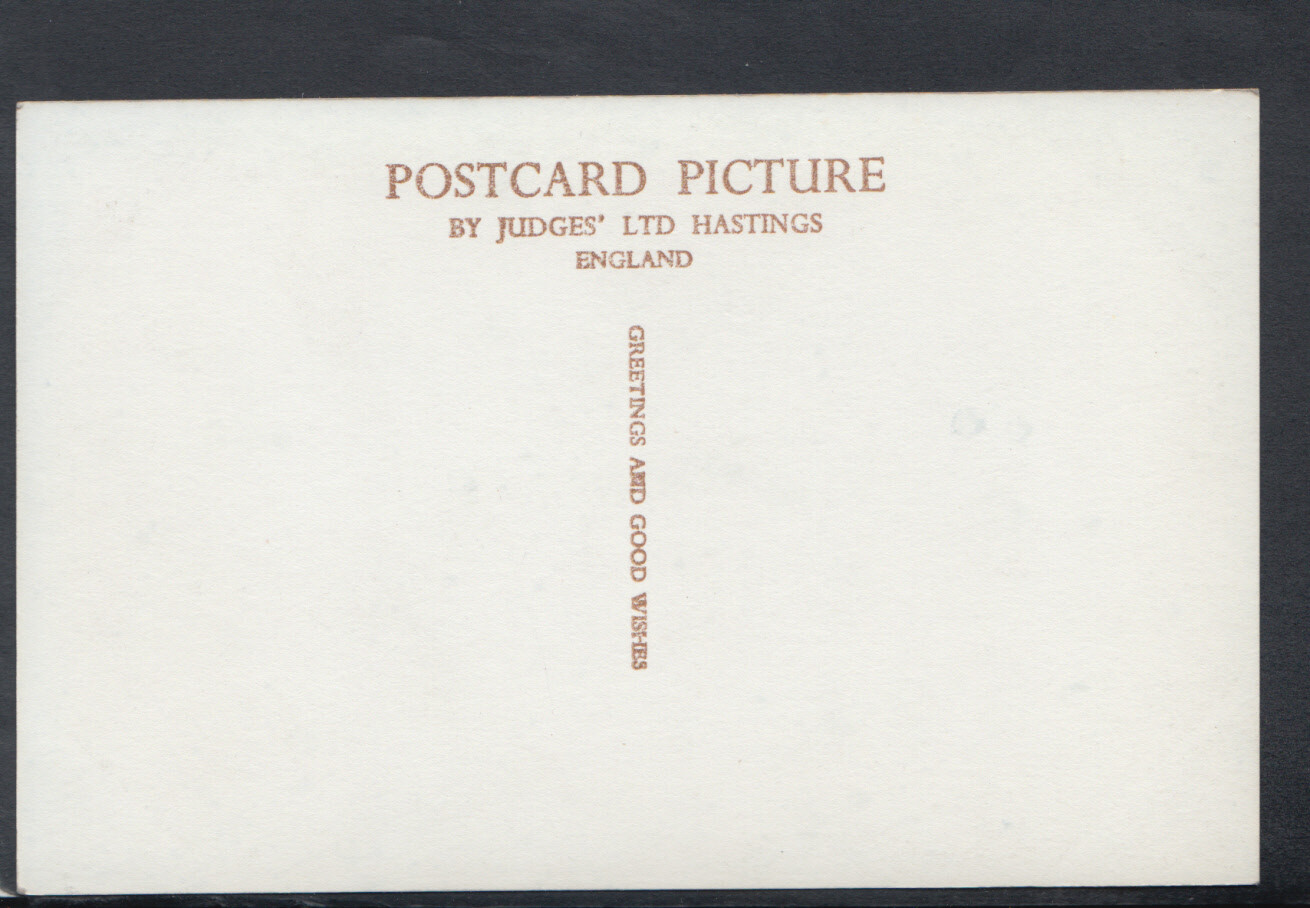 POSTCARD PICTURE
BY JUDGES' LTD HASTINGS
ENGLAND
GREETINGS AND GOOD WISHES